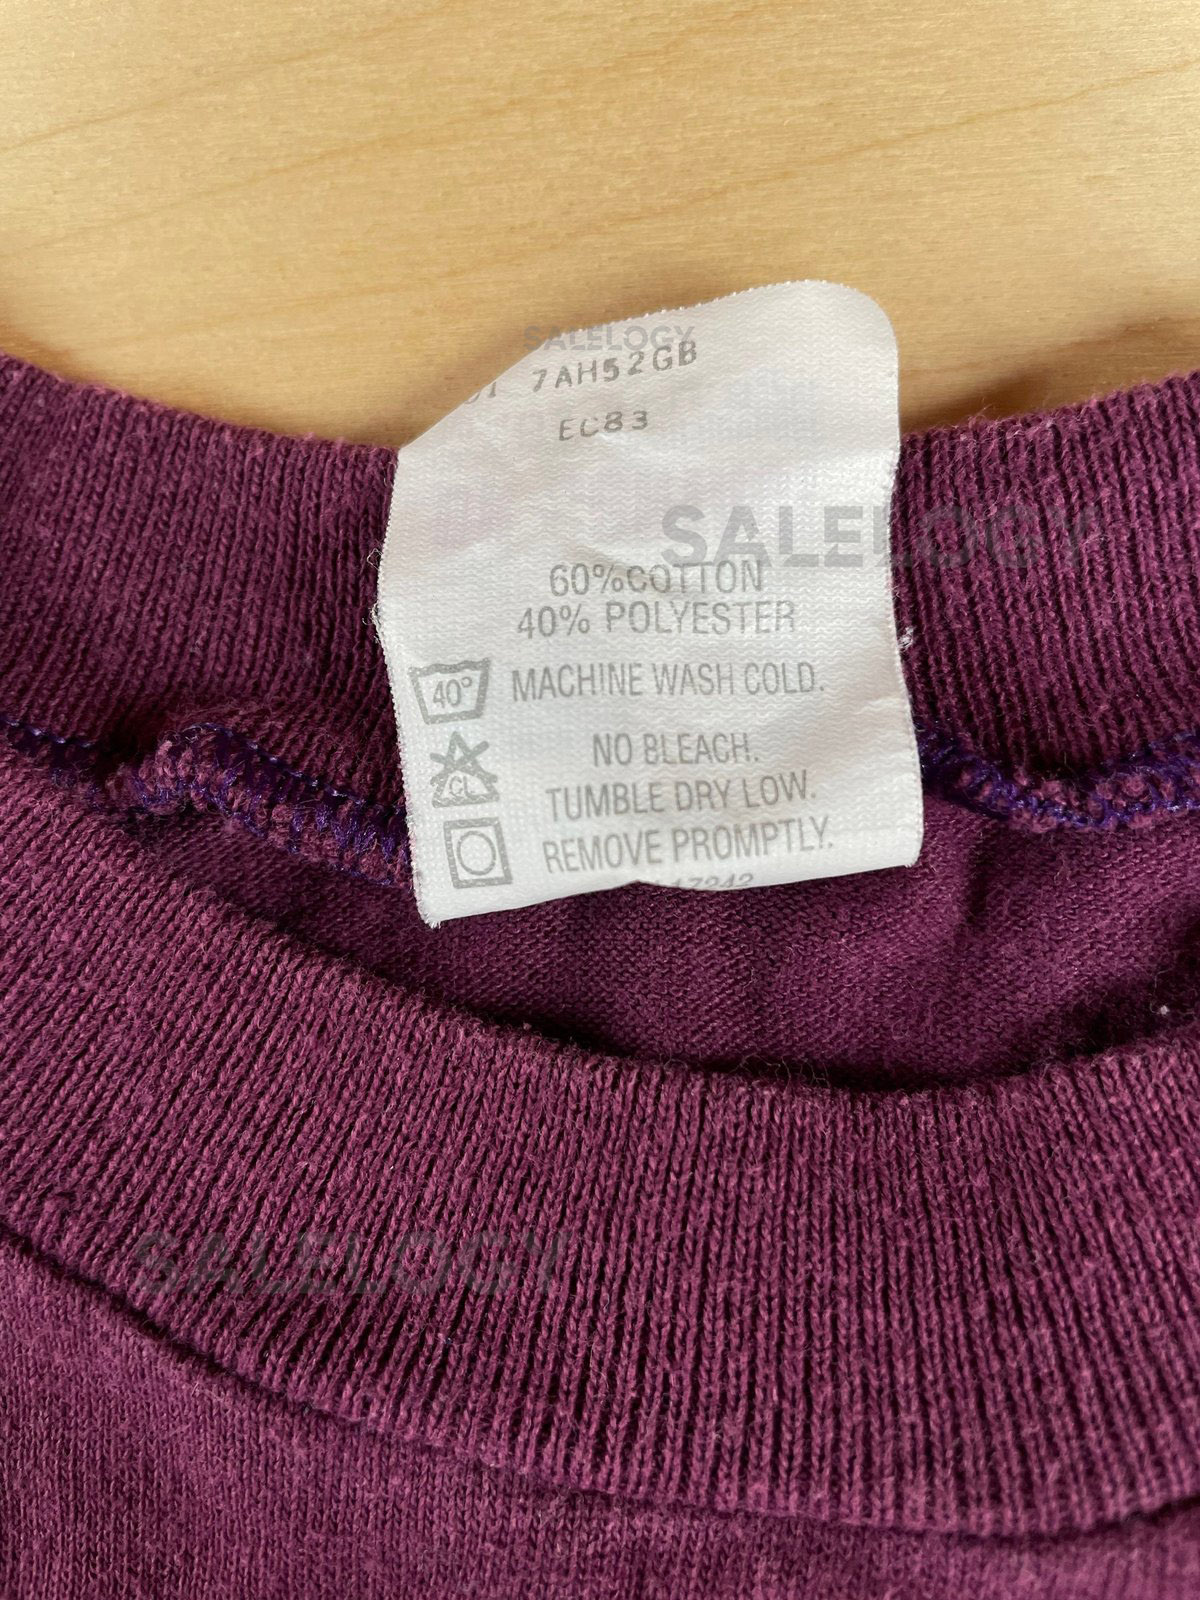 SALELOGY
7AH52GB
EC83
SALELOGY
60%COTTON
40% POLYESTER
40° MACHINE WASH COLD.
NO BLEACH.
CL
TUMBLE DRY LOW.
REMOVE PROMPTLY.
SALELOGY